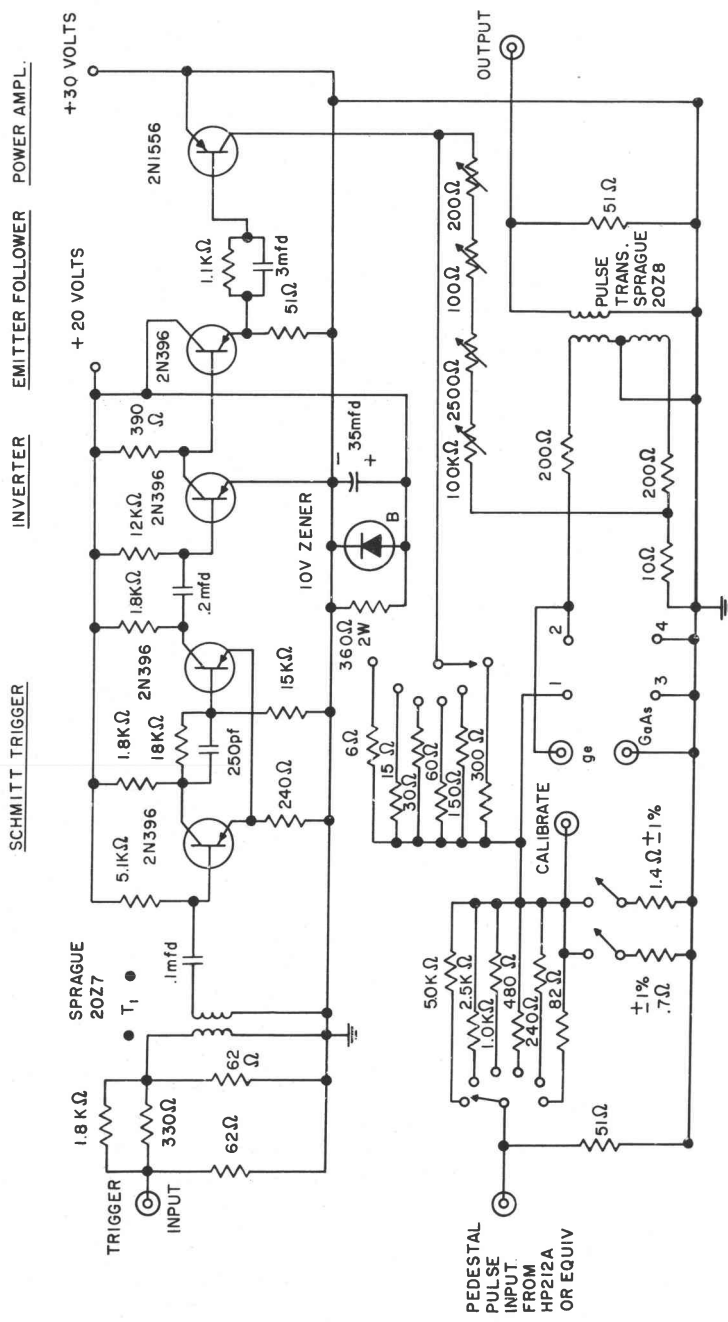 SCHMITT TRIGGER
INVERTER
EMITTER FOLLOWER
POWER AMPL.
+30 VOLTS
+ 20 VOLTS
SPRAGUE
20Z7
T1
TRIGGER
INPUT
1.8KΩ
330Ω
62Ω
62
Ω
.1mfd
5.1KΩ
2N396
1.8KΩ
18KΩ
250pf
240Ω
2N396
15KΩ
1.8KΩ
.2mfd
12KΩ
2N396
390
Ω
2N396
1.1KΩ
3mfd
51Ω
2N1556
10V ZENER
B
35mfd
-
+
360Ω
2W
6Ω
15
Ω
30Ω
60Ω
150Ω
300Ω
100KΩ
2500Ω
100Ω
200Ω
PEDESTAL
PULSE
INPUT
FROM
HP212A
OR EQUIV
51Ω
50KΩ
2.5KΩ
1.0KΩ
480Ω
240Ω
82Ω
CALIBRATE
±1%
.7Ω
1.4Ω ±1%
ge
GaAs
1
2
3
4
10Ω
200Ω
200Ω
PULSE
TRANS.
SPRAGUE
20Z8
51Ω
OUTPUT